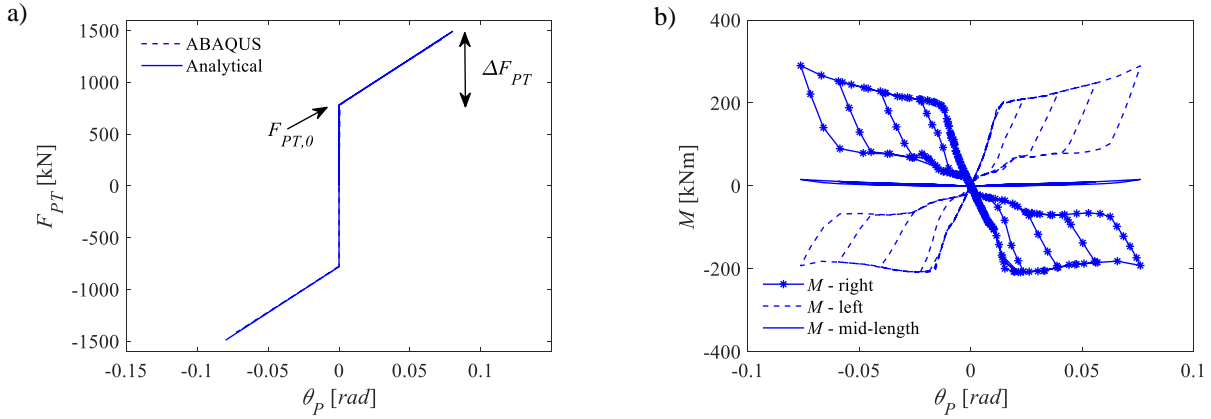 a)
1500
1000
500
0
-500
-1000
-1500
F_PT [kN]
ABAQUS
Analytical
ΔF_PT
F_PT,0
-0.15
-0.1
-0.05
0
0.05
0.1
θ_P [rad]
b)
400
200
0
-200
-400
M [kNm]
M - right
M - left
M - mid-length
-0.1
-0.05
0
0.05
0.1
θ_P [rad]